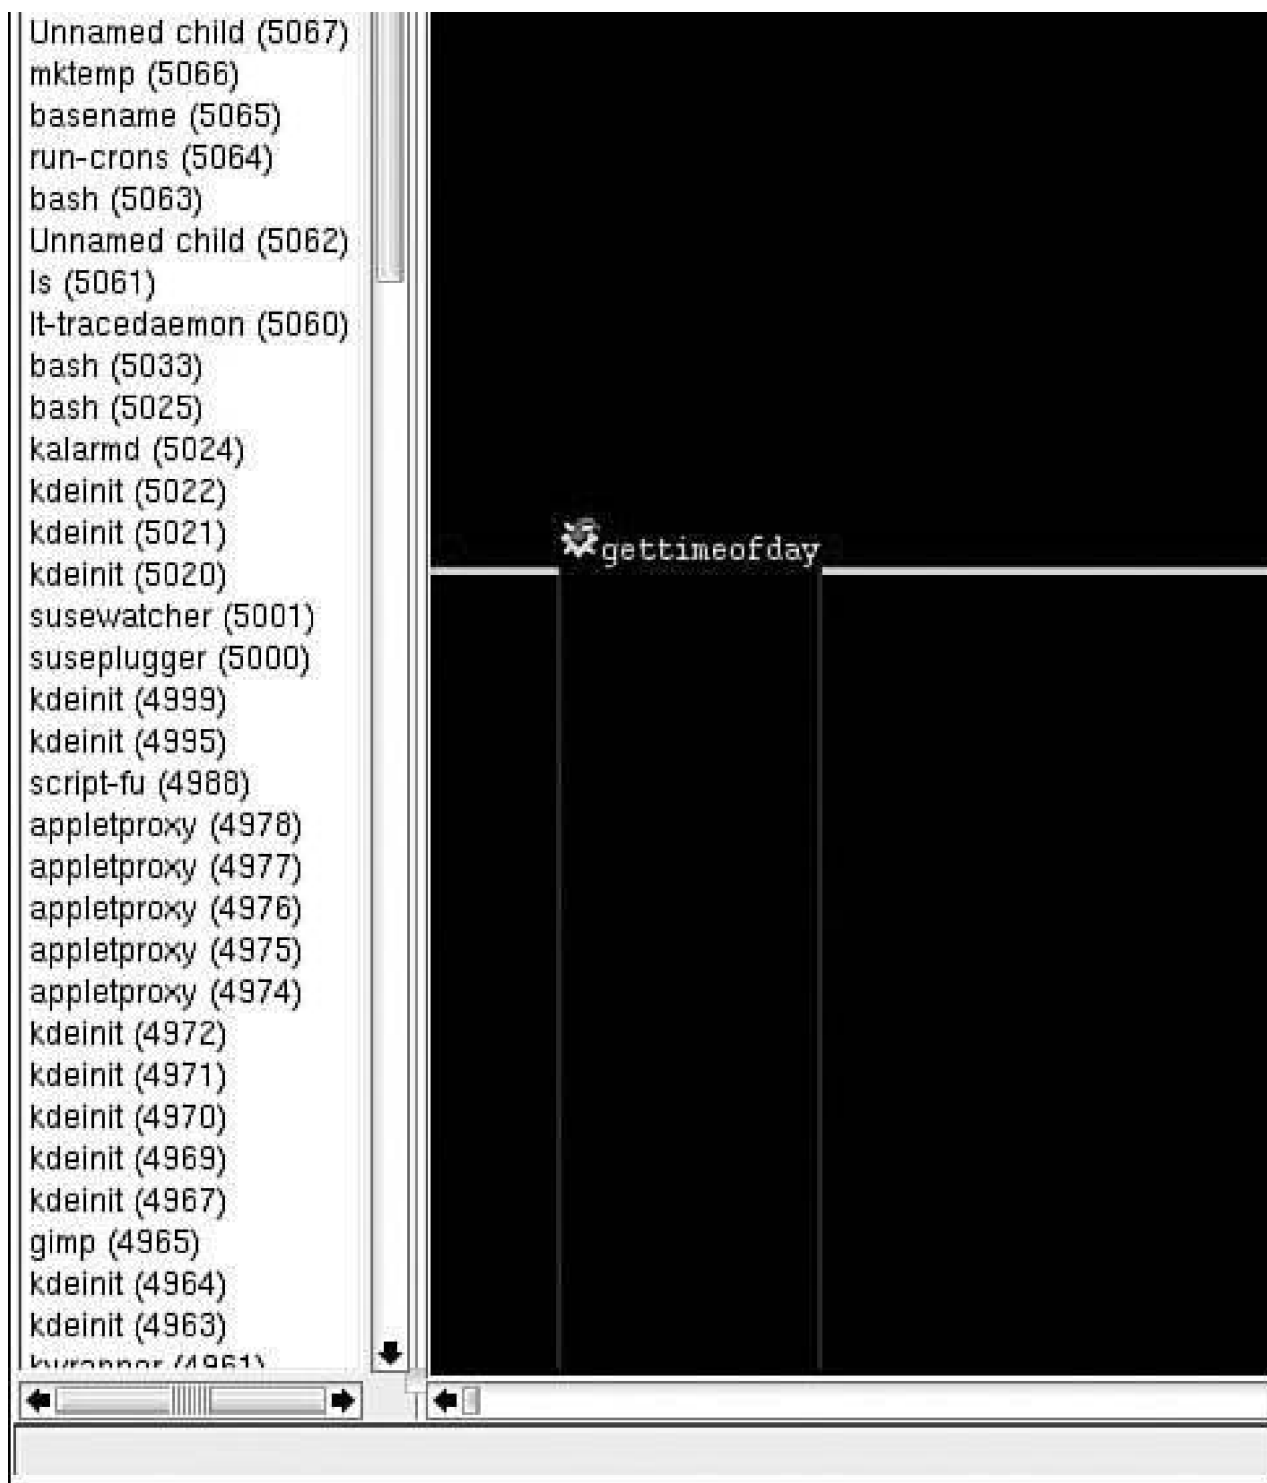 Unnamed child (5067)
mktemp (5066)
basename (5065)
run-crons (5064)
bash (5063)
Unnamed child (5062)
ls (5061)
lt-tracedaemon (5060)
bash (5033)
bash (5025)
kalarmd (5024)
kdeinit (5022)
kdeinit (5021)
gettimeofday
kdeinit (5020)
susewatcher (5001)
suseplugger (5000)
kdeinit (4999)
kdeinit (4995)
script-fu (4988)
appletproxy (4978)
appletproxy (4977)
appletproxy (4976)
appletproxy (4975)
appletproxy (4974)
kdeinit (4972)
kdeinit (4971)
kdeinit (4970)
kdeinit (4969)
kdeinit (4967)
gimp (4965)
kdeinit (4964)
kdeinit (4963)
(4961)